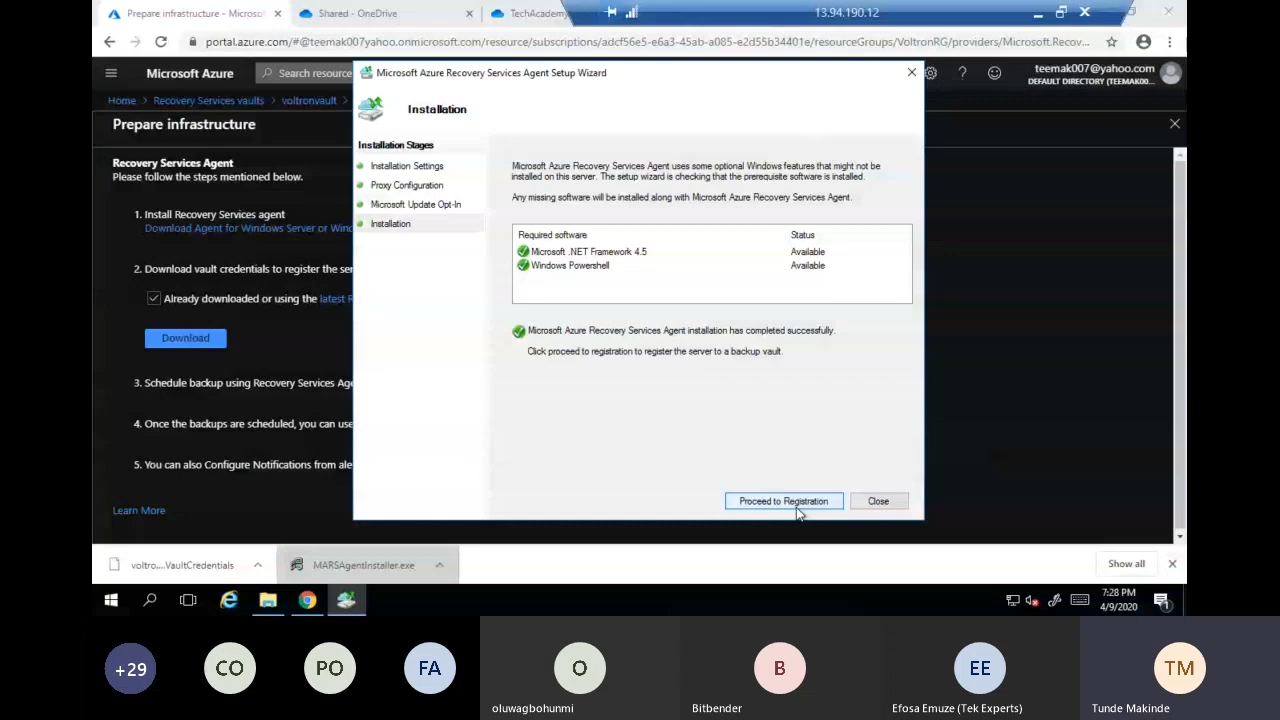 Prepare infrastructure - Microsof
Shared - OneDrive
TechAcademy
13.94.190.12
portal.azure.com/#@teemak007yahoo.onmicrosoft.com/resource/subscriptions/adcf56e5-e6a3-45ab-a085-e2d55b34401e/resourceGroups/VoltronRG/providers/Microsoft.Recov...
Microsoft Azure
Search resource
teemak007@yahoo.com
DEFAULT DIRECTORY (TEEMAK00...
Home > Recovery Services vaults > voltronvault >
Prepare infrastructure
Recovery Services Agent
Please follow the steps mentioned below.
1. Install Recovery Services agent
Download Agent for Windows Server or Wind
2. Download vault credentials to register the ser
Already downloaded or using the latest R
Download
3. Schedule backup using Recovery Services Age
4. Once the backups are scheduled, you can use
5. You can also Configure Notifications from ale
Learn More
Microsoft Azure Recovery Services Agent Setup Wizard
Installation
Installation Stages
Installation Settings
Proxy Configuration
Microsoft Update Opt-In
Installation
Microsoft Azure Recovery Services Agent uses some optional Windows features that might not be
installed on this server. The setup wizard is checking that the prerequisite software is installed.
Any missing software will be installed along with Microsoft Azure Recovery Services Agent.
Required software Status
Microsoft .NET Framework 4.5 Available
Windows Powershell Available
Microsoft Azure Recovery Services Agent installation has completed successfully.
Click proceed to registration to register the server to a backup vault.
Proceed to Registration
Close
voltro....VaultCredentials
MARSAgentInstaller.exe
Show all
7:28 PM
4/9/2020
1
+29
CO
PO
FA
O
B
EE
TM
oluwagbohunmi
Bitbender
Efosa Emuze (Tek Experts)
Tunde Makinde